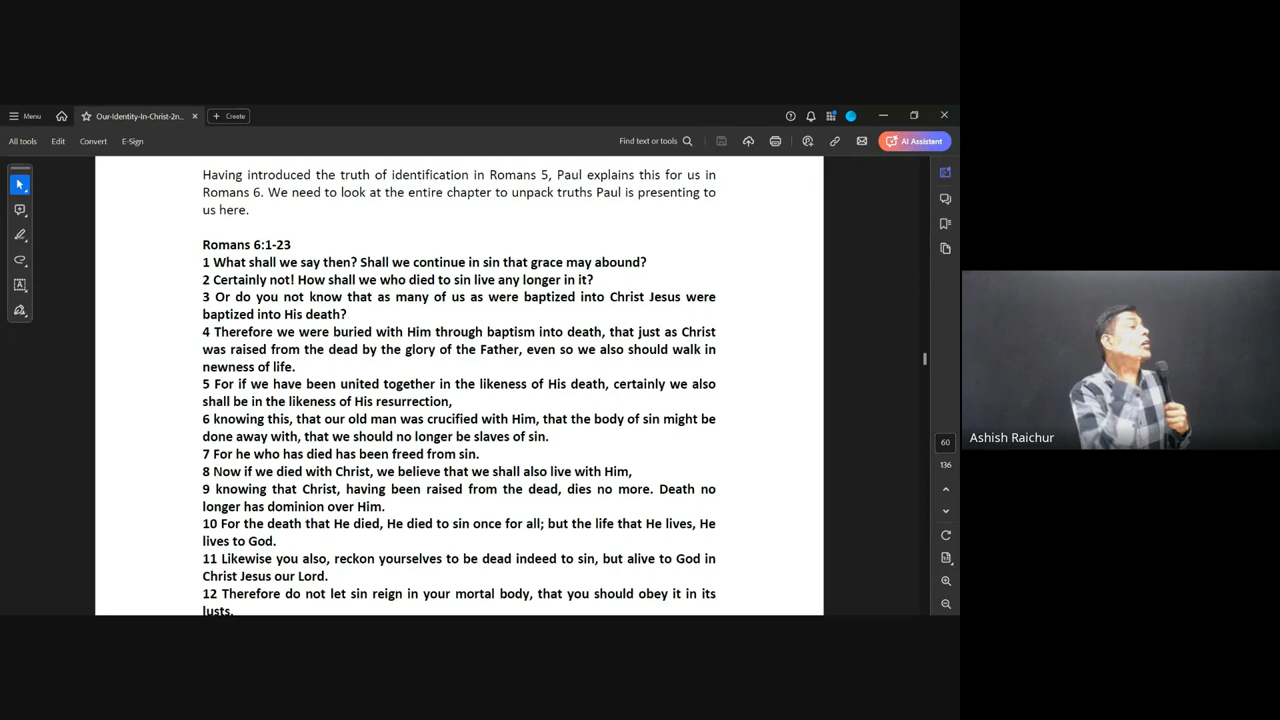 Menu
Our-Identity-In-Christ-2n...
Create
All tools
Edit
Convert
E-Sign
Find text or tools
AI Assistant
Having introduced the truth of identification in Romans 5, Paul explains this for us in
Romans 6. We need to look at the entire chapter to unpack truths Paul is presenting to
us here.
Romans 6:1-23
1 What shall we say then? Shall we continue in sin that grace may abound?
2 Certainly not! How shall we who died to sin live any longer in it?
3 Or do you not know that as many of us as were baptized into Christ Jesus were
baptized into His death?
4 Therefore we were buried with Him through baptism into death, that just as Christ
was raised from the dead by the glory of the Father, even so we also should walk in
newness of life.
5 For if we have been united together in the likeness of His death, certainly we also
shall be in the likeness of His resurrection,
6 knowing this, that our old man was crucified with Him, that the body of sin might be
done away with, that we should no longer be slaves of sin.
7 For he who has died has been freed from sin.
8 Now if we died with Christ, we believe that we shall also live with Him,
9 knowing that Christ, having been raised from the dead, dies no more. Death no
longer has dominion over Him.
10 For the death that He died, He died to sin once for all; but the life that He lives, He
lives to God.
11 Likewise you also, reckon yourselves to be dead indeed to sin, but alive to God in
Christ Jesus our Lord.
12 Therefore do not let sin reign in your mortal body, that you should obey it in its
lusts.
60
136
Ashish Raichur